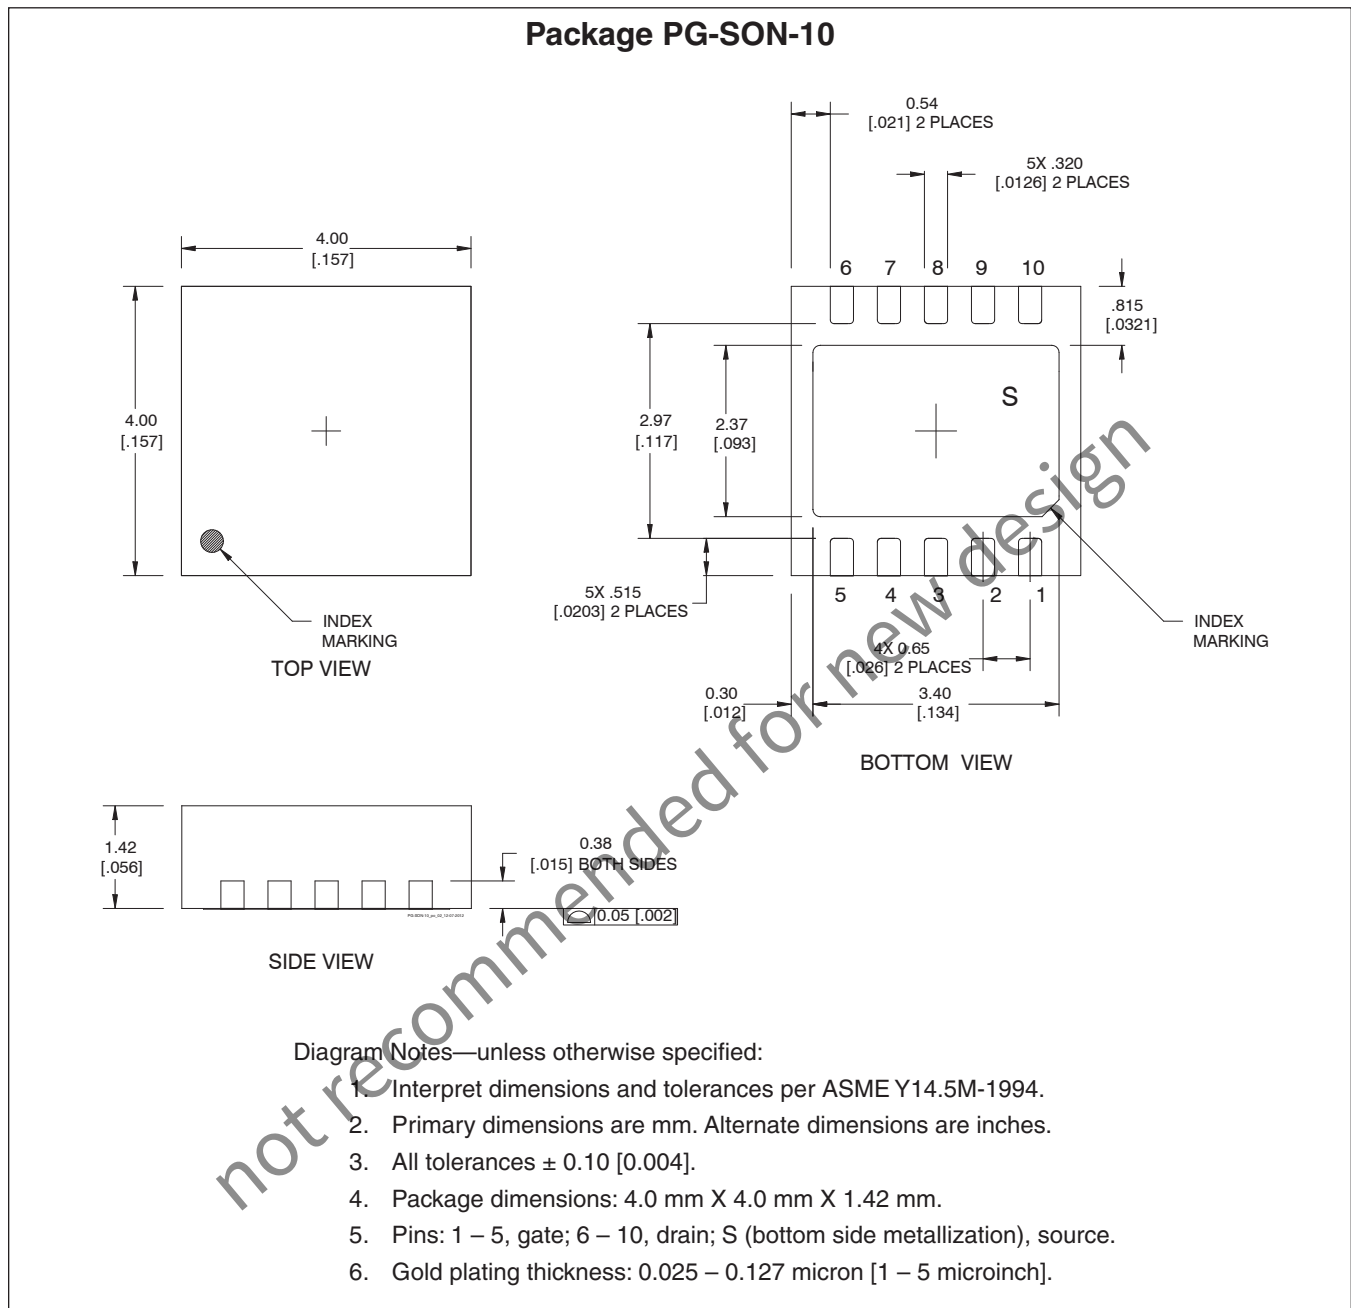 Package PG-SON-10
0.54
[.021] 2 PLACES
5X .320
[.0126] 2 PLACES
4.00
[.157]
6 7 8 9 10
.815
[.0321]
4.00
[.157]
2.97
[.117]
2.37
[.093]
S
5X .515
[.0203] 2 PLACES
5 4 3 2 1
INDEX
MARKING
TOP VIEW
INDEX
MARKING
4X 0.65
[.026] 2 PLACES
0.30
[.012]
3.40
[.134]
BOTTOM VIEW
1.42
[.056]
0.38
[.015] BOTH SIDES
PG-SON-10_po_02_12-07-2012
0.05 [.002]
SIDE VIEW
not recommended for new design
Diagram Notes—unless otherwise specified:
1. Interpret dimensions and tolerances per ASME Y14.5M-1994.
2. Primary dimensions are mm. Alternate dimensions are inches.
3. All tolerances ± 0.10 [0.004].
4. Package dimensions: 4.0 mm X 4.0 mm X 1.42 mm.
5. Pins: 1 – 5, gate; 6 – 10, drain; S (bottom side metallization), source.
6. Gold plating thickness: 0.025 – 0.127 micron [1 – 5 microinch].